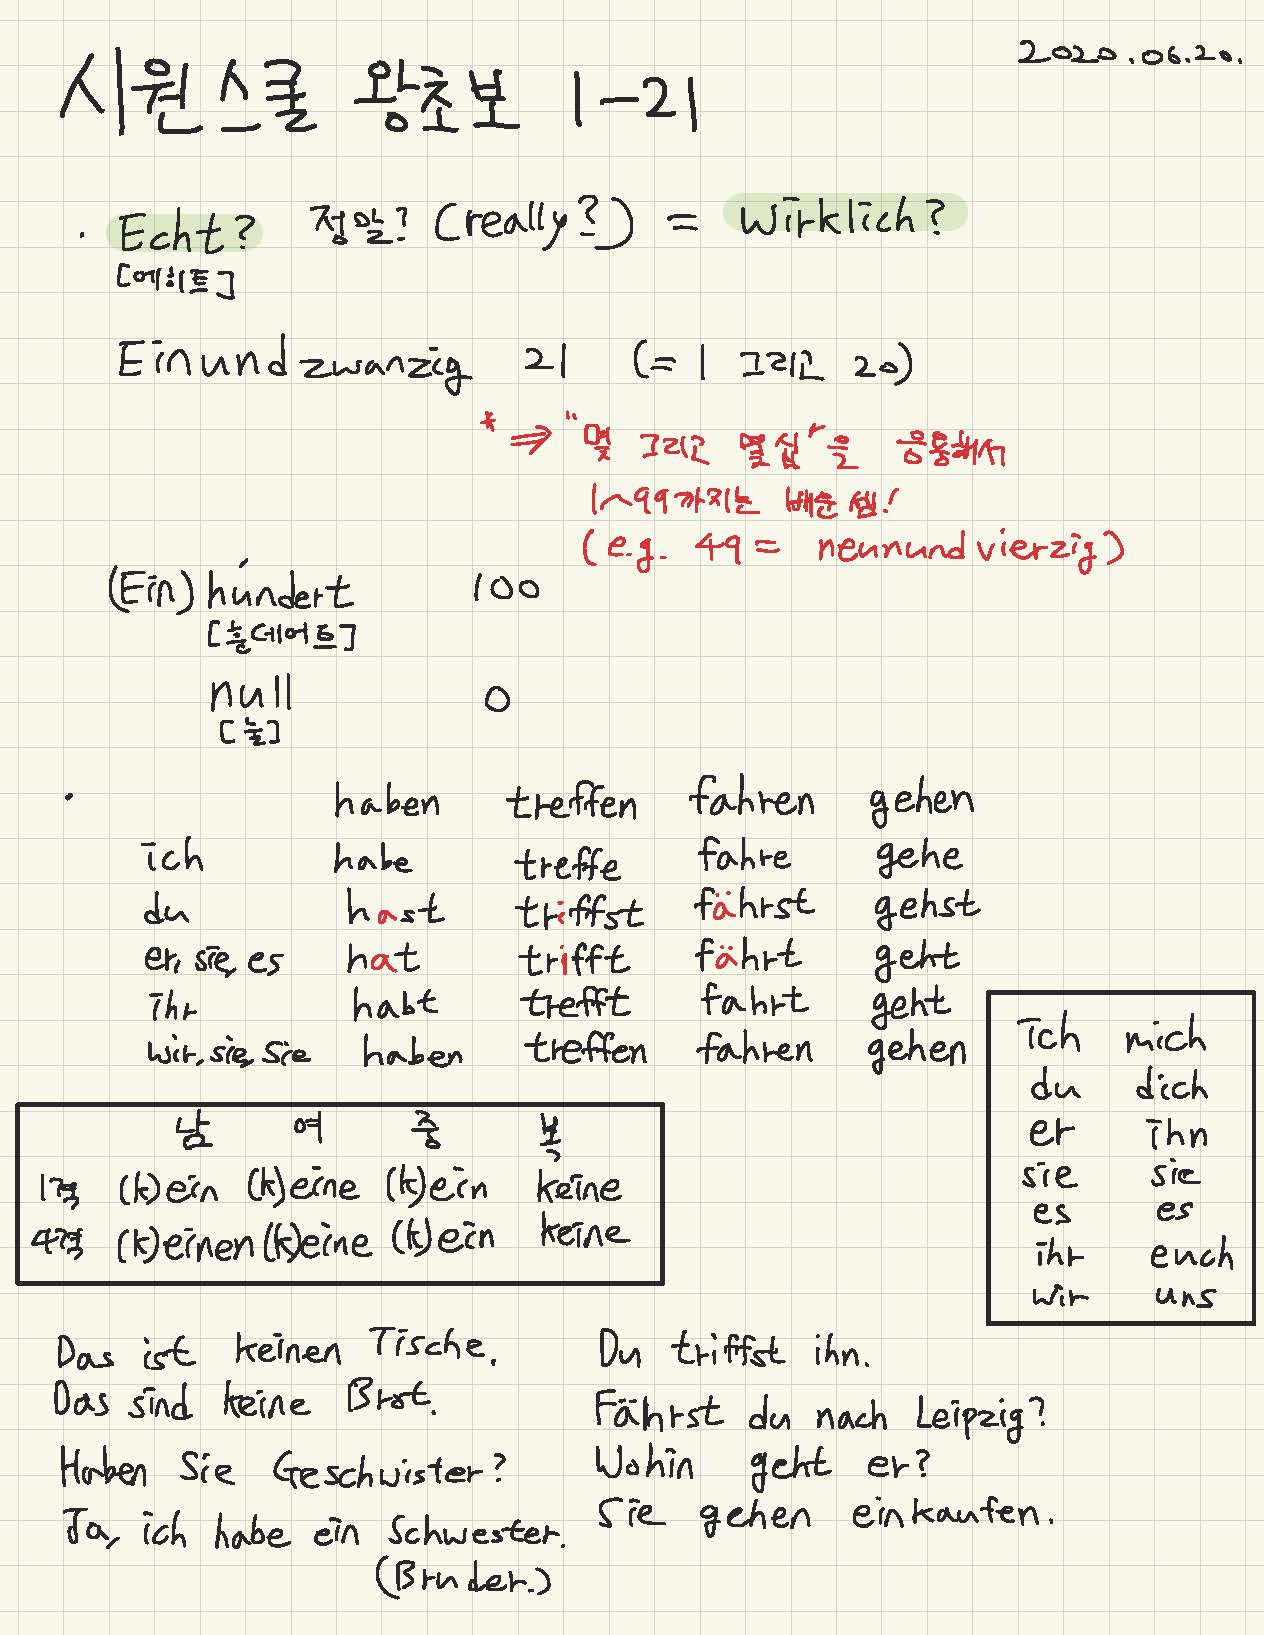 2020.06.20.
시원스쿨 왕초보 1-21
· Echt? 정말? (really?) = Wirklich?
[에히트]
Einundzwanzig 21 (= 1 그리고 20)
* ⇒ "몇 그리고 몇십"을 응용해서
1~99까지는 배운 셈!
(e.g. 49 = neunundvierzig)
(Ein) hundert 100
[훈데어트]
null 0
[눌]
· haben treffen fahren gehen
ich habe treffe fahre gehe
du hast triffst fährst gehst
er, sie, es hat trifft fährt geht
ihr habt trefft fahrt geht
wir, sie, Sie haben treffen fahren gehen
ich mich
du dich
er ihn
sie sie
es es
ihr euch
wir uns
남 여 중 복
1격 (k)ein (k)eine (k)ein keine
4격 (k)einen (k)eine (k)ein keine
Das ist keinen Tische.
Das sind keine Brot.
Haben Sie Geschwister?
Ja, ich habe ein Schwester.
(Bruder.)
Du triffst ihn.
Fährst du nach Leipzig?
Wohin geht er?
Sie gehen einkaufen.